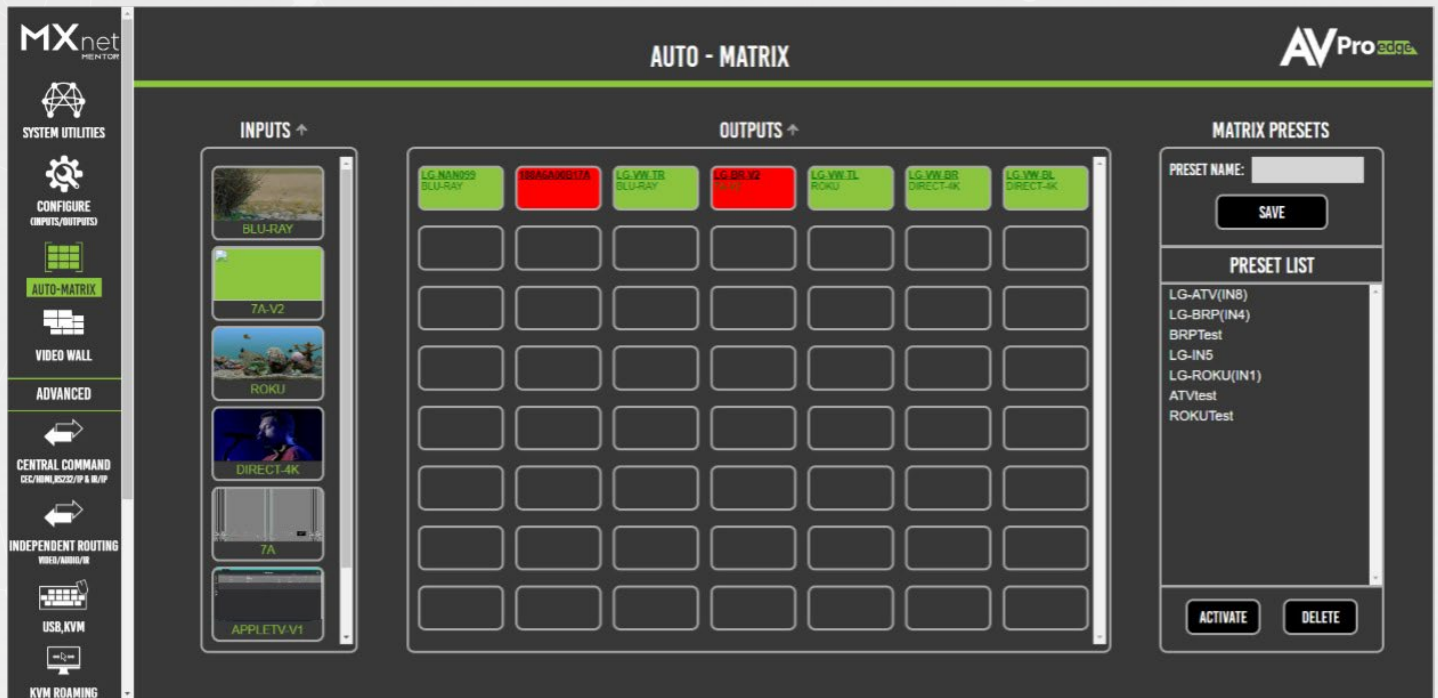 MXnet
MENTOR
SYSTEM UTILITIES
CONFIGURE
(INPUTS/OUTPUTS)
AUTO-MATRIX
VIDEO WALL
ADVANCED
CENTRAL COMMAND
CEC/HDMI,RS232/IP & IR/IP
INDEPENDENT ROUTING
VIDEO/AUDIO/IR
USB,KVM
KVM ROAMING
AUTO - MATRIX
AVPro edge
INPUTS
BLU-RAY
7A-V2
ROKU
DIRECT-4K
7A
APPLETV-V1
OUTPUTS
LG-NAN099
BLU-RAY
LG-VW-TR
BLU-RAY
LG-BR-V2
LG-VW-TL
ROKU
LG-VW-BR
DIRECT-4K
LG-VW-BL
DIRECT-4K
MATRIX PRESETS
PRESET NAME:
SAVE
PRESET LIST
LG-ATV(IN8)
LG-BRP(IN4)
BRPTest
LG-IN5
LG-ROKU(IN1)
ATVtest
ROKUTest
ACTIVATE
DELETE